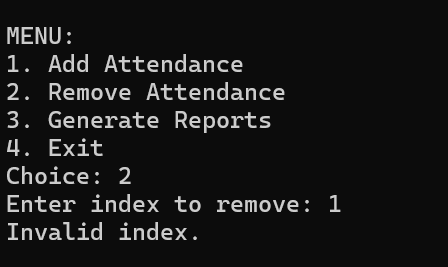 MENU:
1. Add Attendance
2. Remove Attendance
3. Generate Reports
4. Exit
Choice: 2
Enter index to remove: 1
Invalid index.